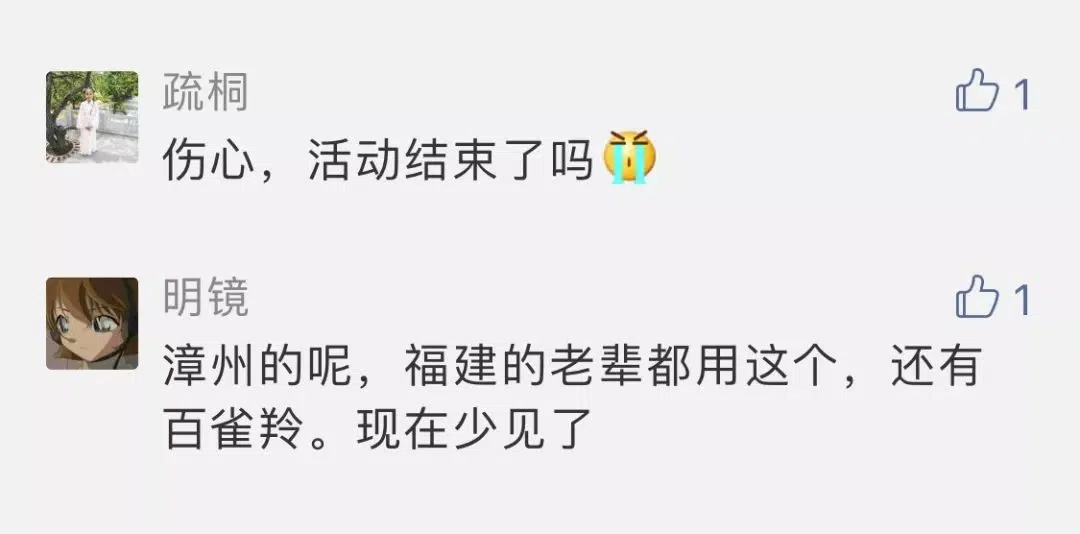 疏桐
1
伤心，活动结束了吗😭
明镜
1
漳州的呢，福建的老辈都用这个，还有
百雀羚。现在少见了